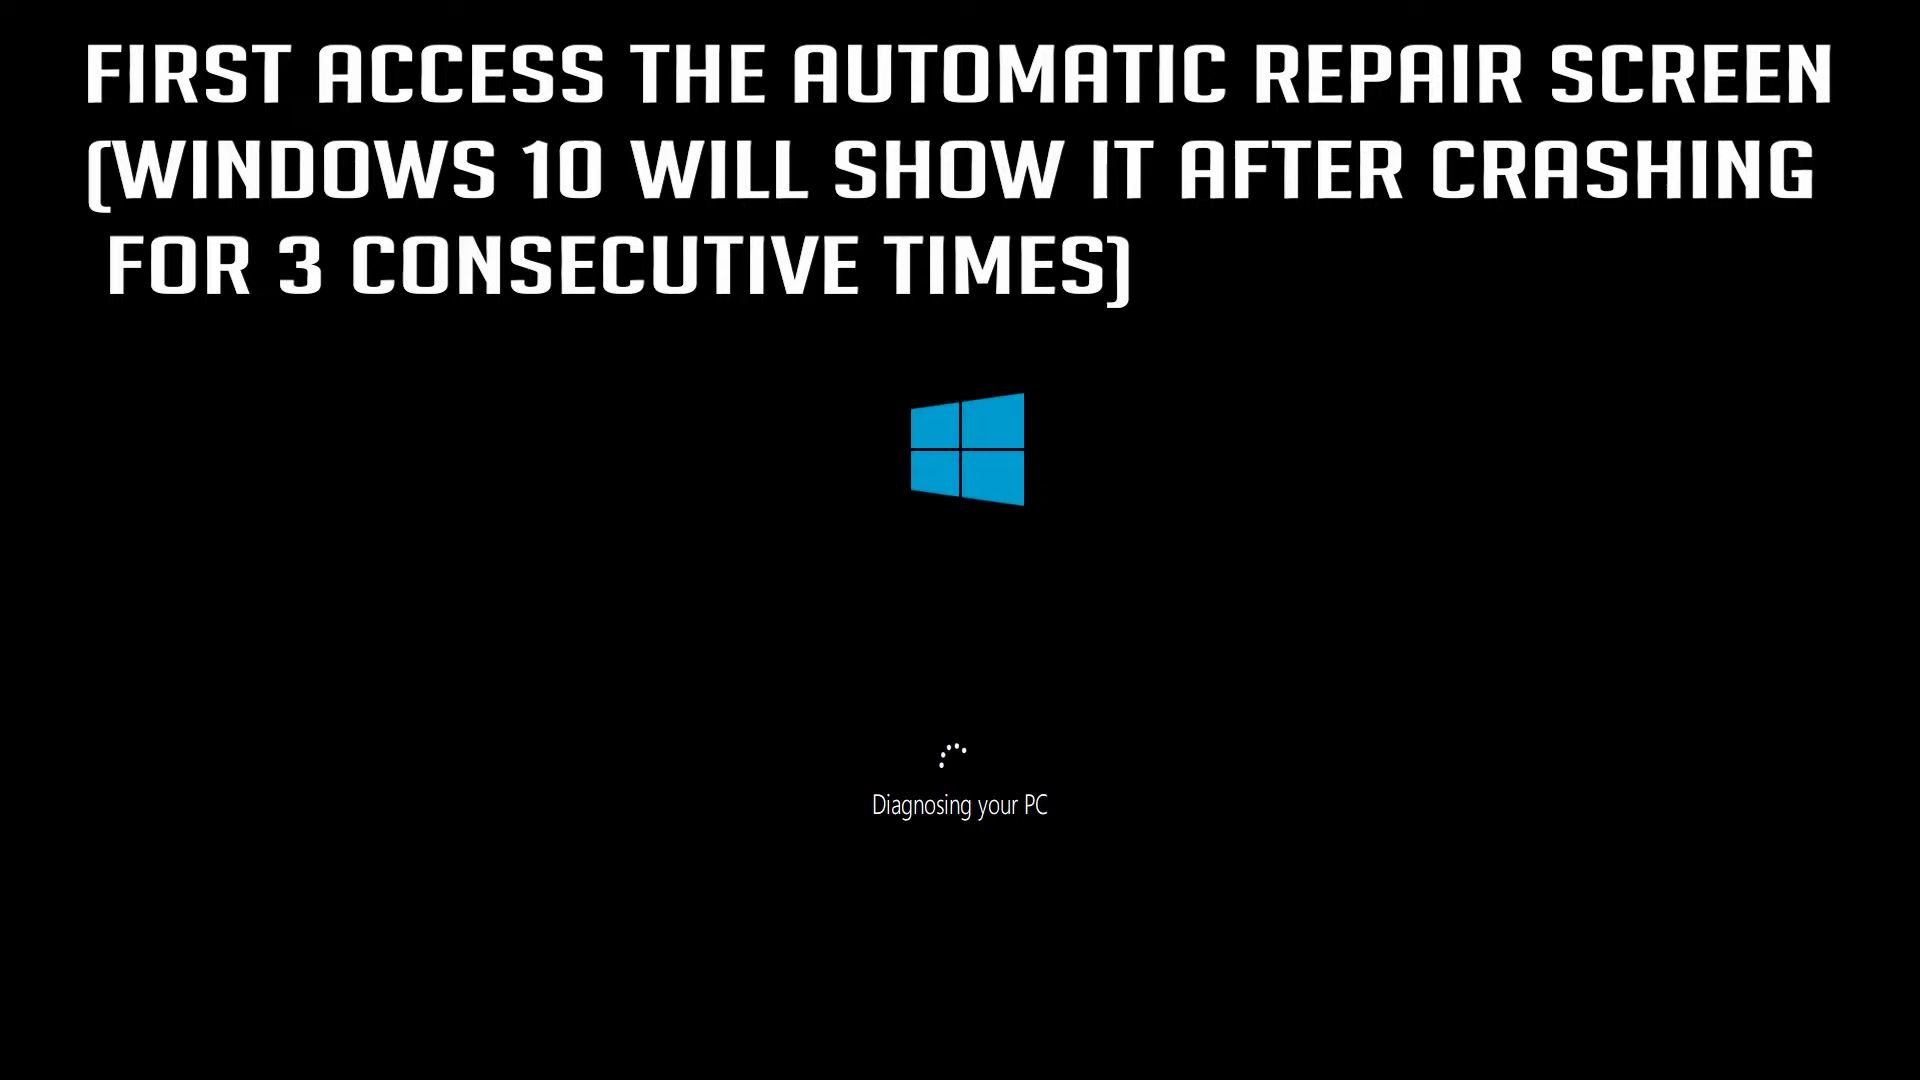 FIRST ACCESS THE AUTOMATIC REPAIR SCREEN
(WINDOWS 10 WILL SHOW IT AFTER CRASHING
FOR 3 CONSECUTIVE TIMES)
Diagnosing your PC